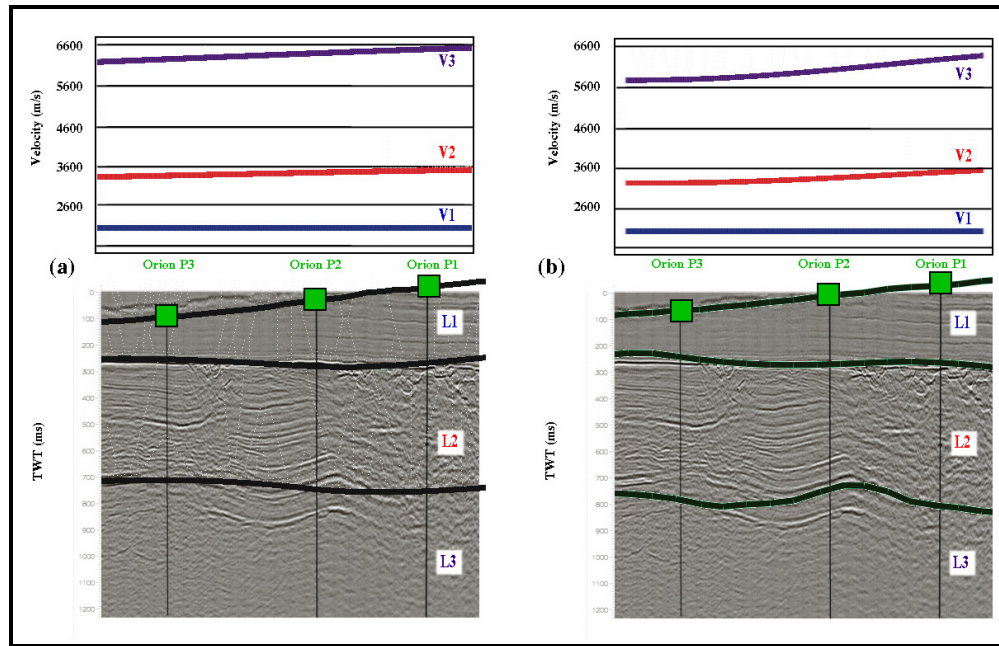 6600
5600
4600
3600
2600
Velocity (m/s)
V3
V2
V1
6600
5600
4600
3600
2600
Velocity (m/s)
V3
V2
V1
(a)
Orion P3
Orion P2
Orion P1
(b)
Orion P3
Orion P2
Orion P1
0
100
200
300
400
500
600
700
800
900
1000
1100
1200
TWT (ms)
L1
L2
L3
0
100
200
300
400
500
600
700
800
900
1000
1100
1200
TWT (ms)
L1
L2
L3